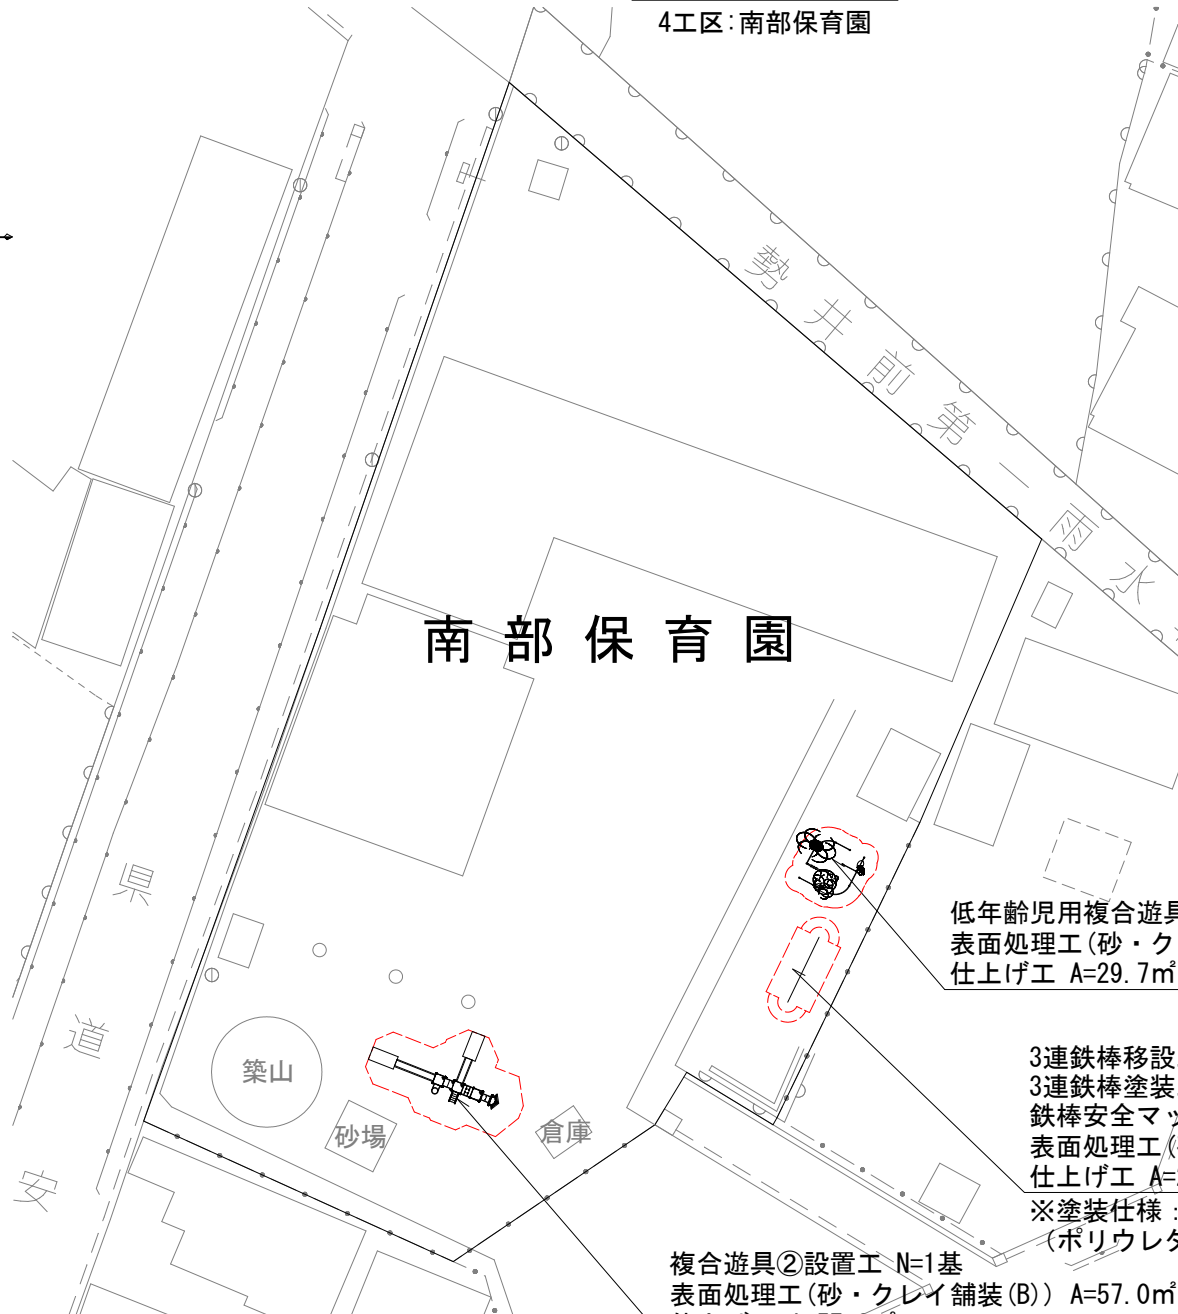 4工区:南部保育園
勢井前第一雨水
南部保育園
県道
安
築山
砂場
倉庫
低年齢児用複合遊具
表面処理工(砂・ク
仕上げ工 A=29.7㎡
3連鉄棒移設
3連鉄棒塗装
鉄棒安全マッ
表面処理工(
仕上げ工 A=
※塗装仕様:
(ポリウレタ
複合遊具②設置工 N=1基
表面処理工(砂・クレイ舗装(B)) A=57.0㎡